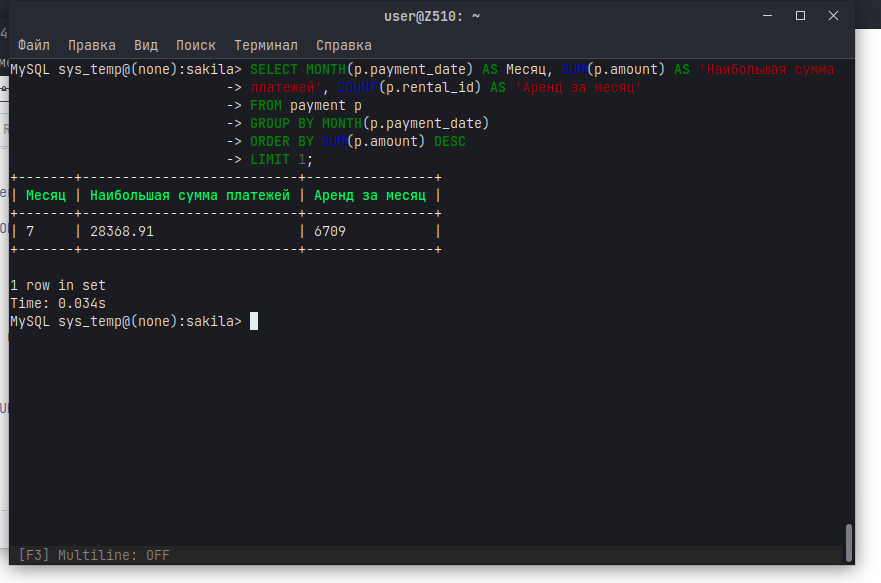 user@Z510: ~
Файл Правка Вид Поиск Терминал Справка
MySQL sys_temp@(none):sakila> SELECT MONTH(p.payment_date) AS Месяц, SUM(p.amount) AS 'Наибольшая сумма
-> платежей', COUNT(p.rental_id) AS 'Аренд за месяц'
-> FROM payment p
-> GROUP BY MONTH(p.payment_date)
-> ORDER BY SUM(p.amount) DESC
-> LIMIT 1;
+-------+---------------------------+----------------+
| Месяц | Наибольшая сумма платежей | Аренд за месяц |
+-------+---------------------------+----------------+
| 7     | 28368.91                  | 6709           |
+-------+---------------------------+----------------+
1 row in set
Time: 0.034s
MySQL sys_temp@(none):sakila>
[F3] Multiline: OFF